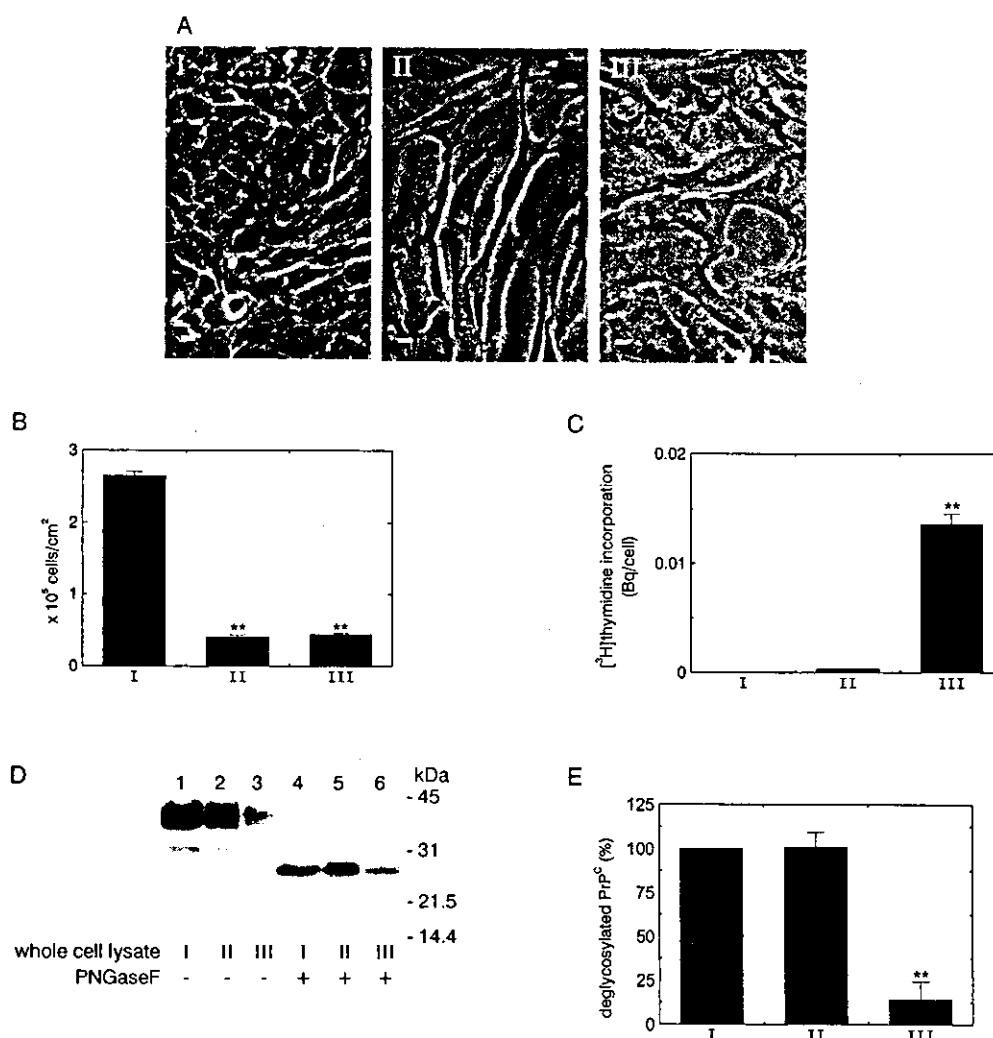 A
I II III
B
3
2
1
0
x 10⁵ cells/cm²
** **
I II III
C
0.02
0.01
0
[³H]thymidine incorporation
(Bq/cell)
**
I II III
D
1 2 3 4 5 6 kDa
- 45
- 31
- 21.5
- 14.4
whole cell lysate I II III I II III
PNGaseF - - - + + +
E
125
100
75
50
25
0
deglycosylated PrPᶜ (%)
**
I II III